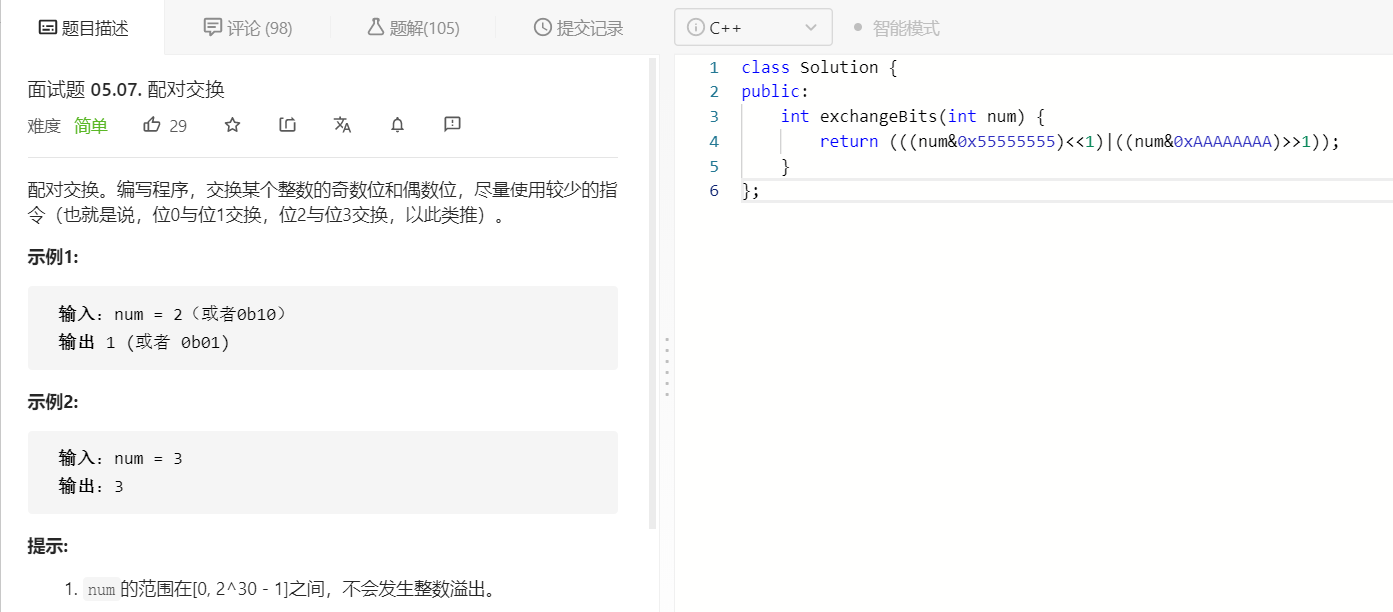 题目描述 评论 (98) 题解(105) 提交记录
面试题 05.07. 配对交换
难度 简单 29
配对交换。编写程序，交换某个整数的奇数位和偶数位，尽量使用较少的指
令（也就是说，位0与位1交换，位2与位3交换，以此类推）。
示例1:
输入：num = 2（或者0b10）
输出 1 (或者 0b01)
示例2:
输入：num = 3
输出：3
提示:
1. num的范围在[0, 2^30 - 1]之间，不会发生整数溢出。
C++ 智能模式
1 class Solution {
2 public:
3 int exchangeBits(int num) {
4 return (((num&0x55555555)<<1)|((num&0xAAAAAAAA)>>1));
5 }
6 };